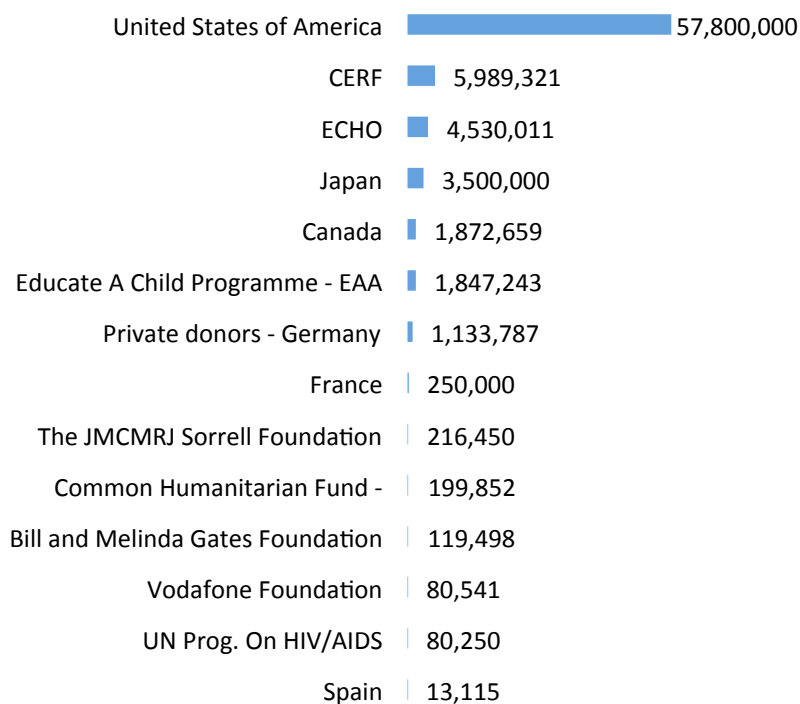 United States of America 57,800,000
CERF 5,989,321
ECHO 4,530,011
Japan 3,500,000
Canada 1,872,659
Educate A Child Programme - EAA 1,847,243
Private donors - Germany 1,133,787
France 250,000
The JMCMRJ Sorrell Foundation 216,450
Common Humanitarian Fund - 199,852
Bill and Melinda Gates Foundation 119,498
Vodafone Foundation 80,541
UN Prog. On HIV/AIDS 80,250
Spain 13,115